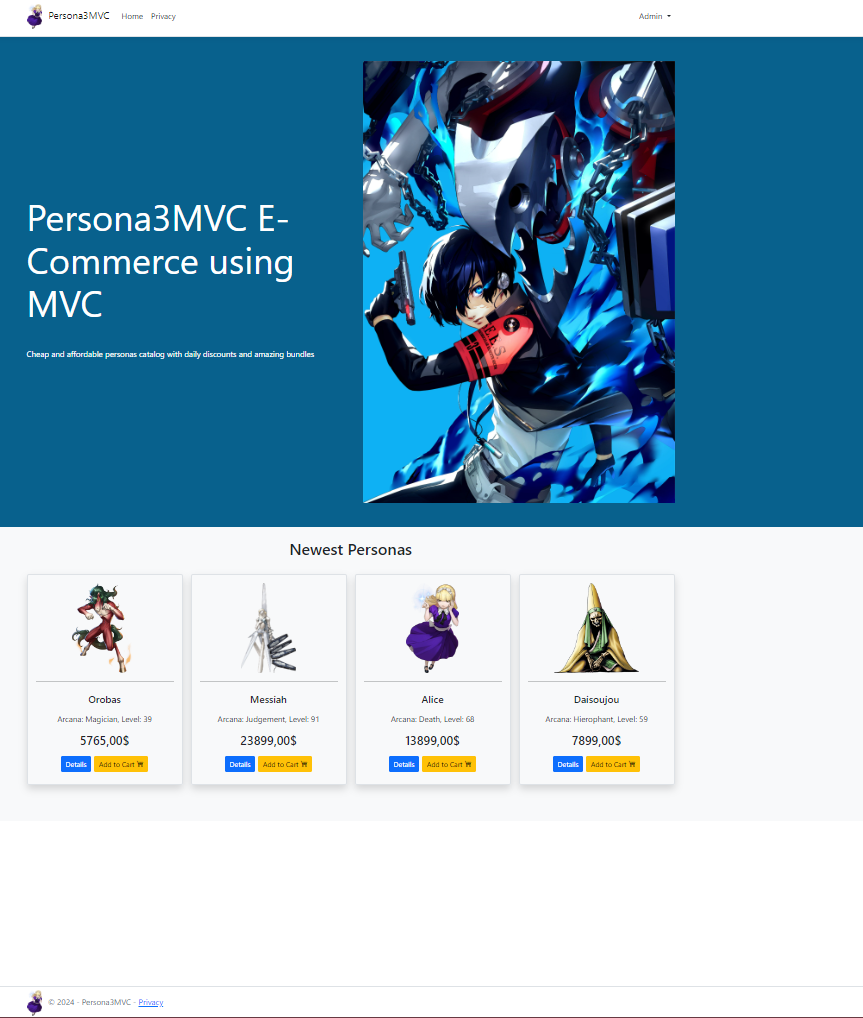 Persona3MVC Home Privacy Admin
Persona3MVC E-
Commerce using
MVC
Cheap and affordable personas catalog with daily discounts and amazing bundles
Newest Personas
Orobas
Arcana: Magician, Level: 39
5765,00$
Details Add to Cart
Messiah
Arcana: Judgement, Level: 91
23899,00$
Details Add to Cart
Alice
Arcana: Death, Level: 68
13899,00$
Details Add to Cart
Daisoujou
Arcana: Hierophant, Level: 59
7899,00$
Details Add to Cart
© 2024 - Persona3MVC - Privacy